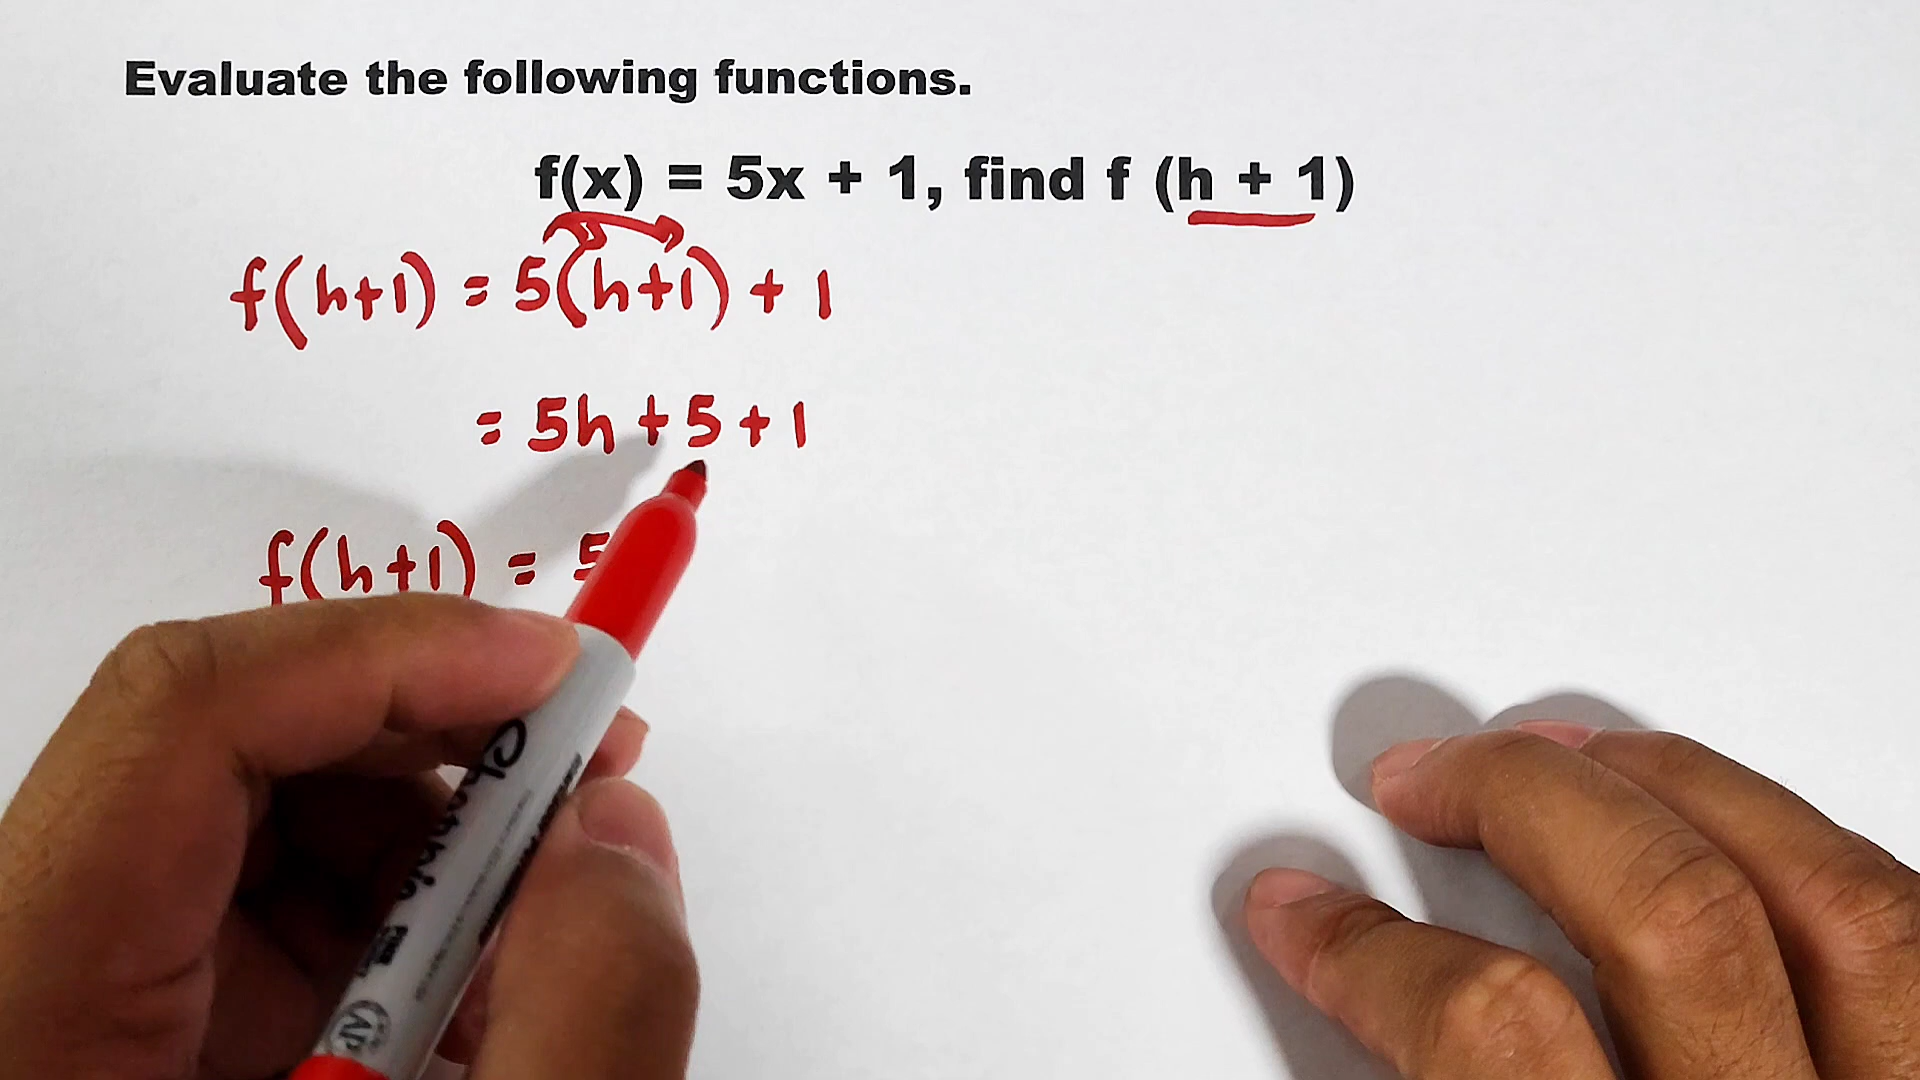 Evaluate the following functions.
f(x) = 5x + 1, find f (h + 1)
f(h+1) = 5(h+1) + 1
= 5h + 5 + 1
f(h+1) = 5